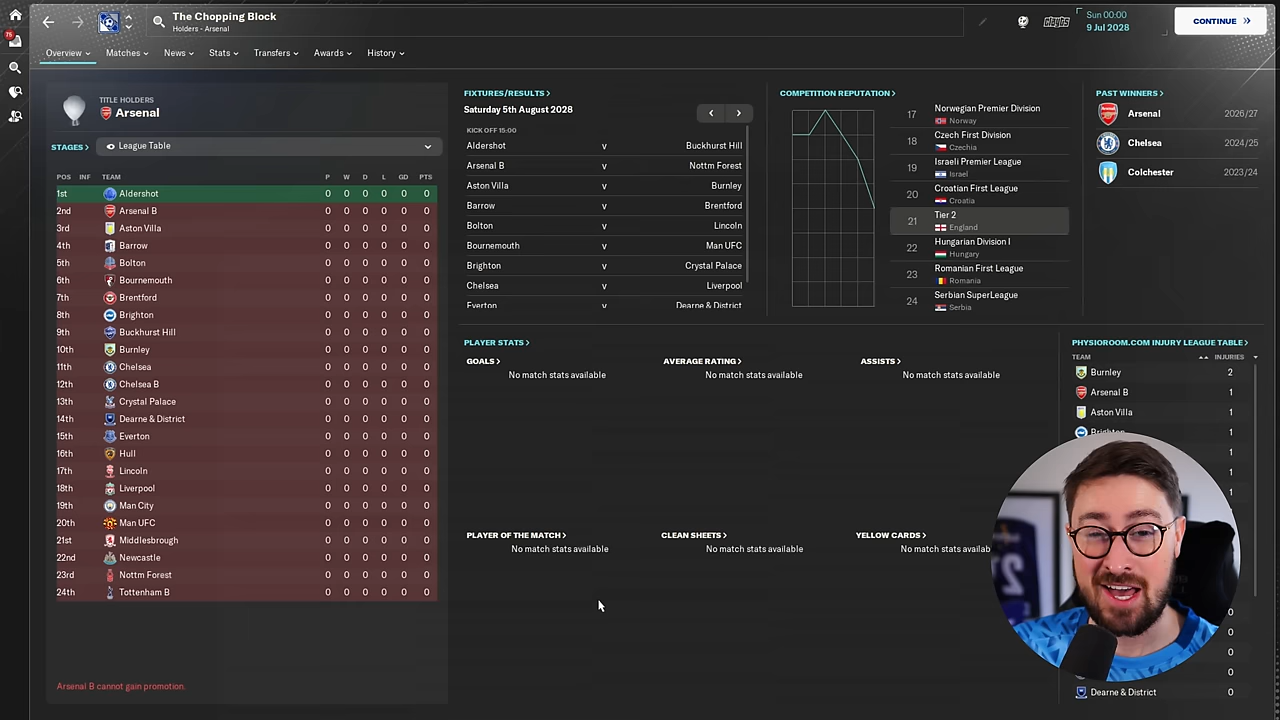 The Chopping Block
Holders - Arsenal
Sun 00:00
9 Jul 2028
CONTINUE
Overview
Matches
News
Stats
Transfers
Awards
History
TITLE HOLDERS
Arsenal
STAGES
League Table
POS INF TEAM P W D L GD PTS
1st Aldershot 0 0 0 0 0 0
2nd Arsenal B 0 0 0 0 0 0
3rd Aston Villa 0 0 0 0 0 0
4th Barrow 0 0 0 0 0 0
5th Bolton 0 0 0 0 0 0
6th Bournemouth 0 0 0 0 0 0
7th Brentford 0 0 0 0 0 0
8th Brighton 0 0 0 0 0 0
9th Buckhurst Hill 0 0 0 0 0 0
10th Burnley 0 0 0 0 0 0
11th Chelsea 0 0 0 0 0 0
12th Chelsea B 0 0 0 0 0 0
13th Crystal Palace 0 0 0 0 0 0
14th Dearne & District 0 0 0 0 0 0
15th Everton 0 0 0 0 0 0
16th Hull 0 0 0 0 0 0
17th Lincoln 0 0 0 0 0 0
18th Liverpool 0 0 0 0 0 0
19th Man City 0 0 0 0 0 0
20th Man UFC 0 0 0 0 0 0
21st Middlesbrough 0 0 0 0 0 0
22nd Newcastle 0 0 0 0 0 0
23rd Nottm Forest 0 0 0 0 0 0
24th Tottenham B 0 0 0 0 0 0
Arsenal B cannot gain promotion.
FIXTURES/RESULTS
Saturday 5th August 2028
KICK OFF 15:00
Aldershot v Buckhurst Hill
Arsenal B v Nottm Forest
Aston Villa v Burnley
Barrow v Brentford
Bolton v Lincoln
Bournemouth v Man UFC
Brighton v Crystal Palace
Chelsea v Liverpool
Everton v Dearne & District
COMPETITION REPUTATION
17 Norwegian Premier Division
Norway
18 Czech First Division
Czechia
19 Israeli Premier League
Israel
20 Croatian First League
Croatia
21 Tier 2
England
22 Hungarian Division I
Hungary
23 Romanian First League
Romania
24 Serbian SuperLeague
Serbia
PAST WINNERS
Arsenal 2026/27
Chelsea 2024/25
Colchester 2023/24
PLAYER STATS
GOALS
No match stats available
AVERAGE RATING
No match stats available
ASSISTS
No match stats available
PLAYER OF THE MATCH
No match stats available
CLEAN SHEETS
No match stats available
YELLOW CARDS
No match stats availab
PHYSIOROOM.COM INJURY LEAGUE TABLE
TEAM INJURIES
Burnley 2
Arsenal B 1
Aston Villa 1
Brighton 1
1
1
1
0
0
0
0
Dearne & District 0